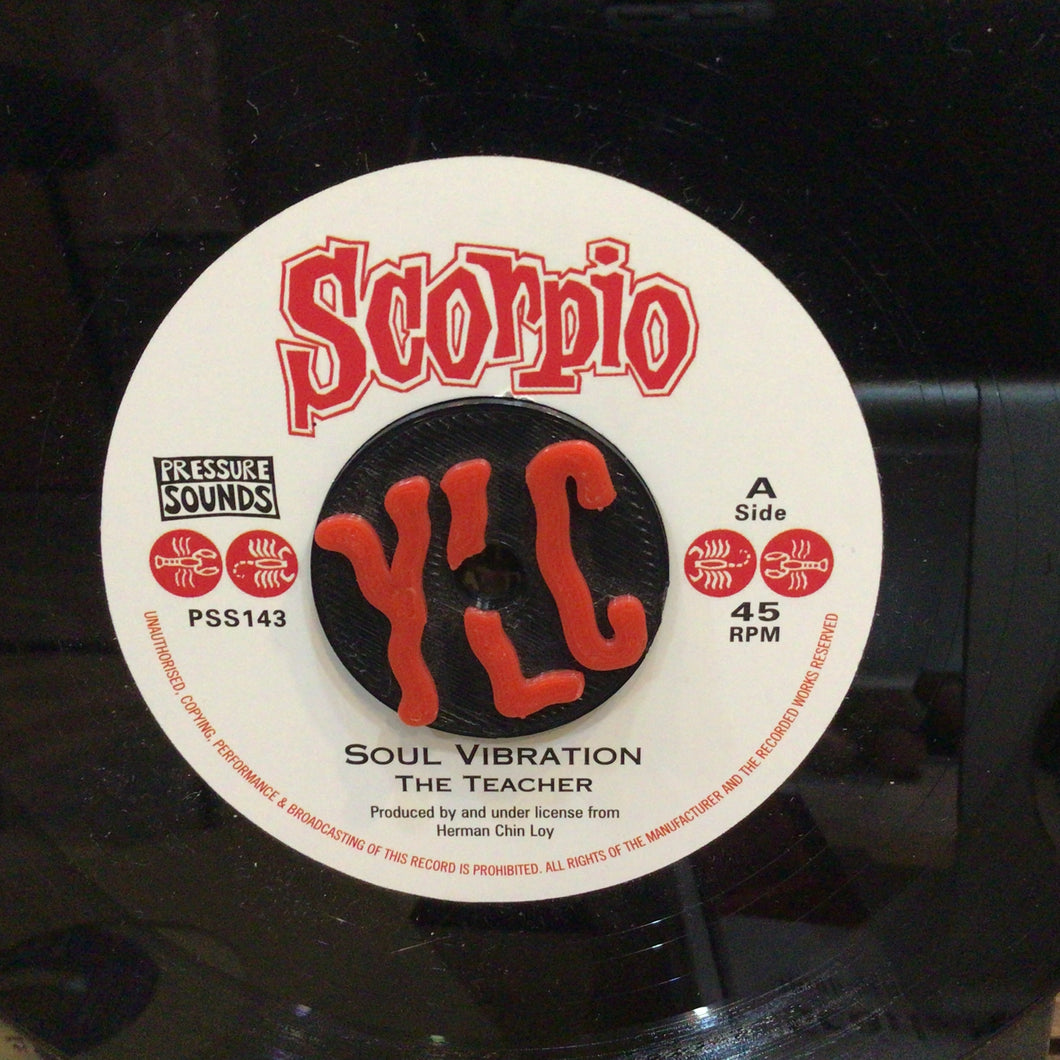 Scorpio
PRESSURE
SOUNDS
PSS143
YLC
A
Side
45
RPM
SOUL VIBRATION
THE TEACHER
Produced by and under license from
Herman Chin Loy
UNAUTHORISED, COPYING, PERFORMANCE & BROADCASTING OF THIS RECORD IS PROHIBITED. ALL RIGHTS OF THE MANUFACTURER AND THE RECORDED WORKS RESERVED